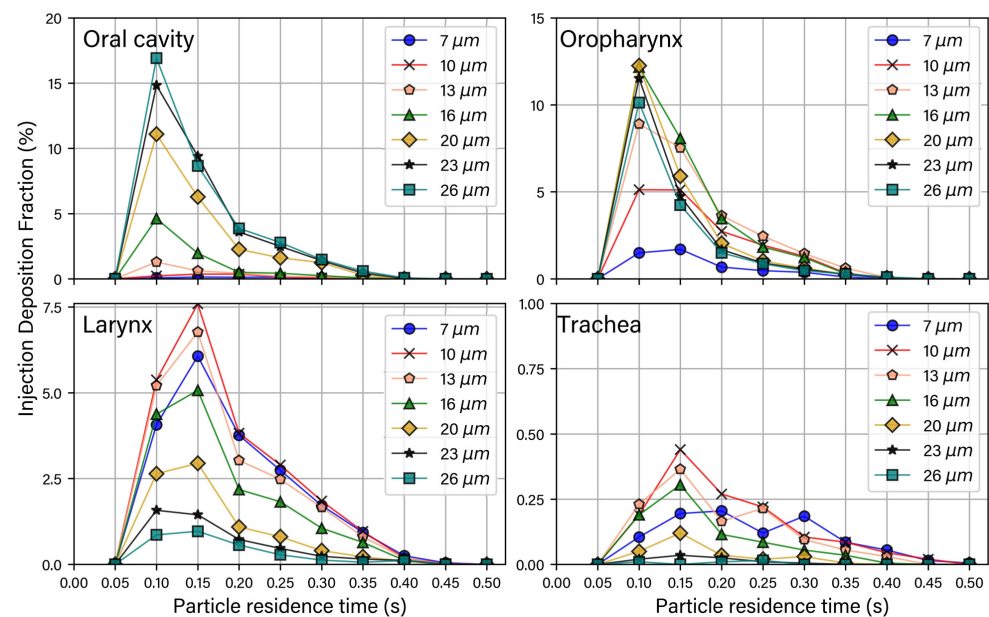 Injection Deposition Fraction (%)
Oral cavity
20
15
10
5
0
7 μm
10 μm
13 μm
16 μm
20 μm
23 μm
26 μm
Oropharynx
15
10
5
0
7 μm
10 μm
13 μm
16 μm
20 μm
23 μm
26 μm
Larynx
7.5
5.0
2.5
0.0
7 μm
10 μm
13 μm
16 μm
20 μm
23 μm
26 μm
0.00 0.05 0.10 0.15 0.20 0.25 0.30 0.35 0.40 0.45 0.50
Particle residence time (s)
Trachea
1.00
0.75
0.50
0.25
0.00
7 μm
10 μm
13 μm
16 μm
20 μm
23 μm
26 μm
0.00 0.05 0.10 0.15 0.20 0.25 0.30 0.35 0.40 0.45 0.50
Particle residence time (s)